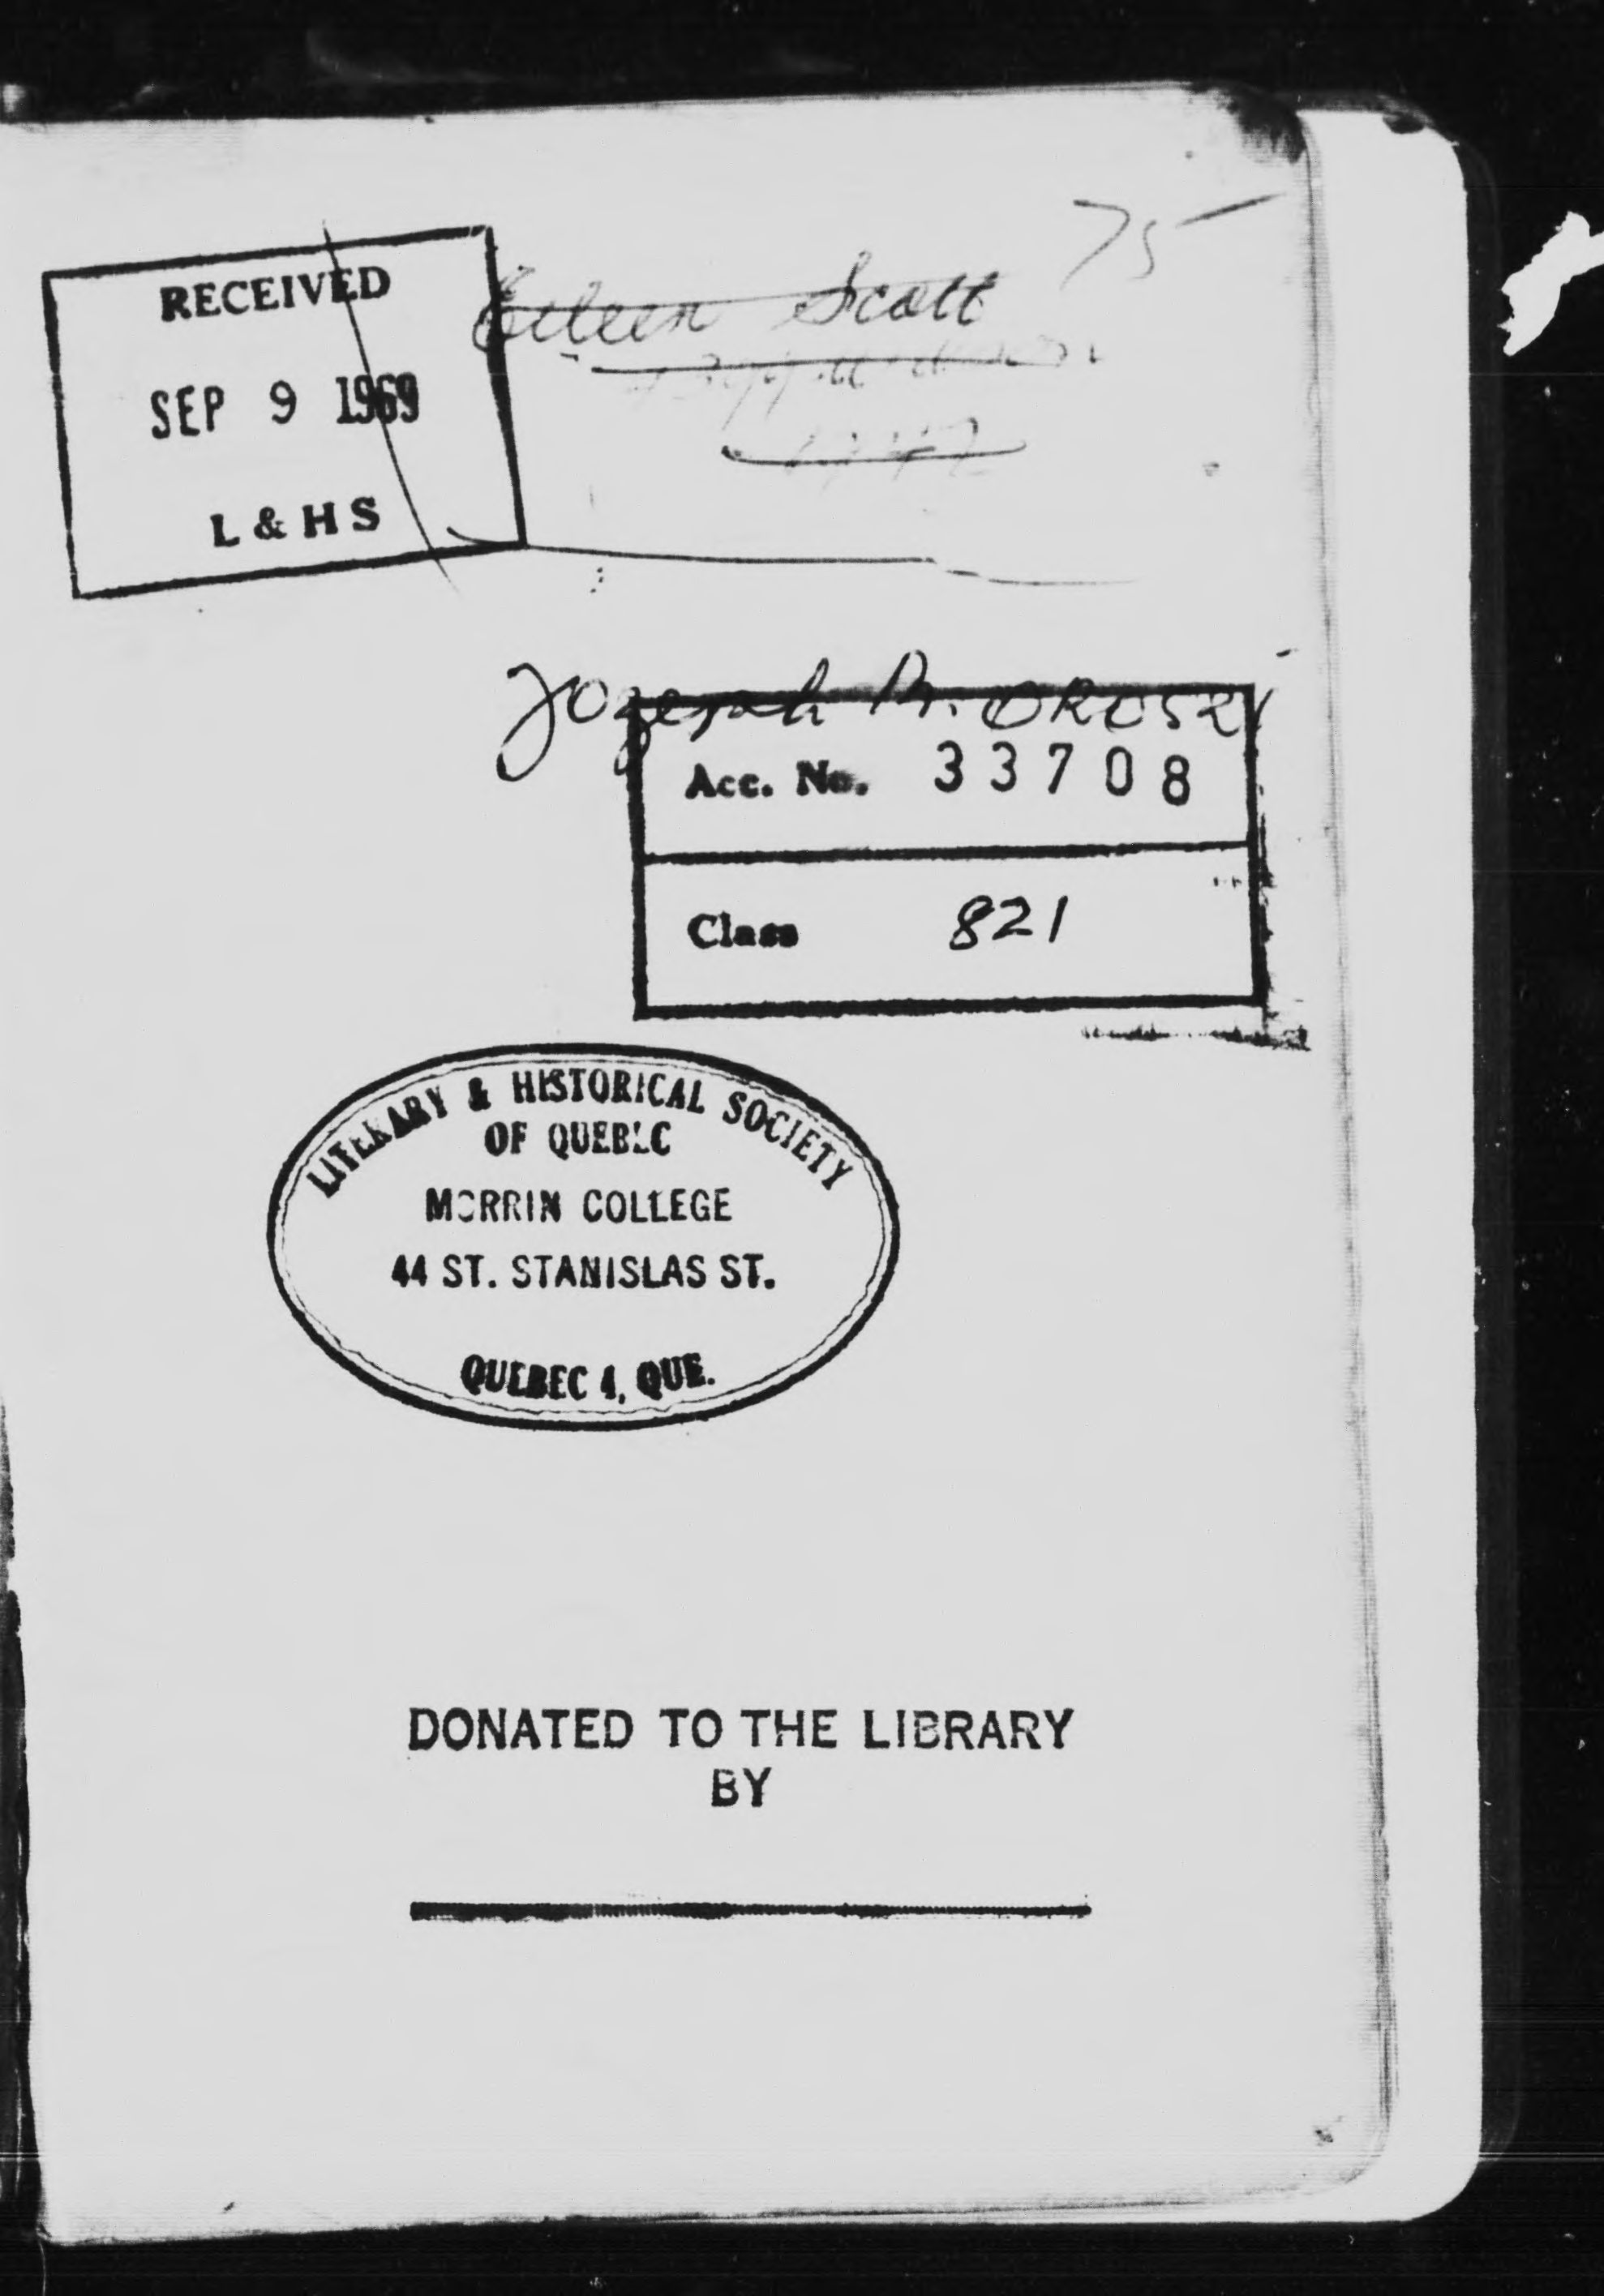 75
RECEIVED
SEP 9 1969
L & H S
Eileen Scott
Acc. No. 33708
Class 821
LITERARY & HISTORICAL SOCIETY
OF QUEBEC
MORRIN COLLEGE
44 ST. STANISLAS ST.
QUEBEC 4, QUE.
DONATED TO THE LIBRARY
BY